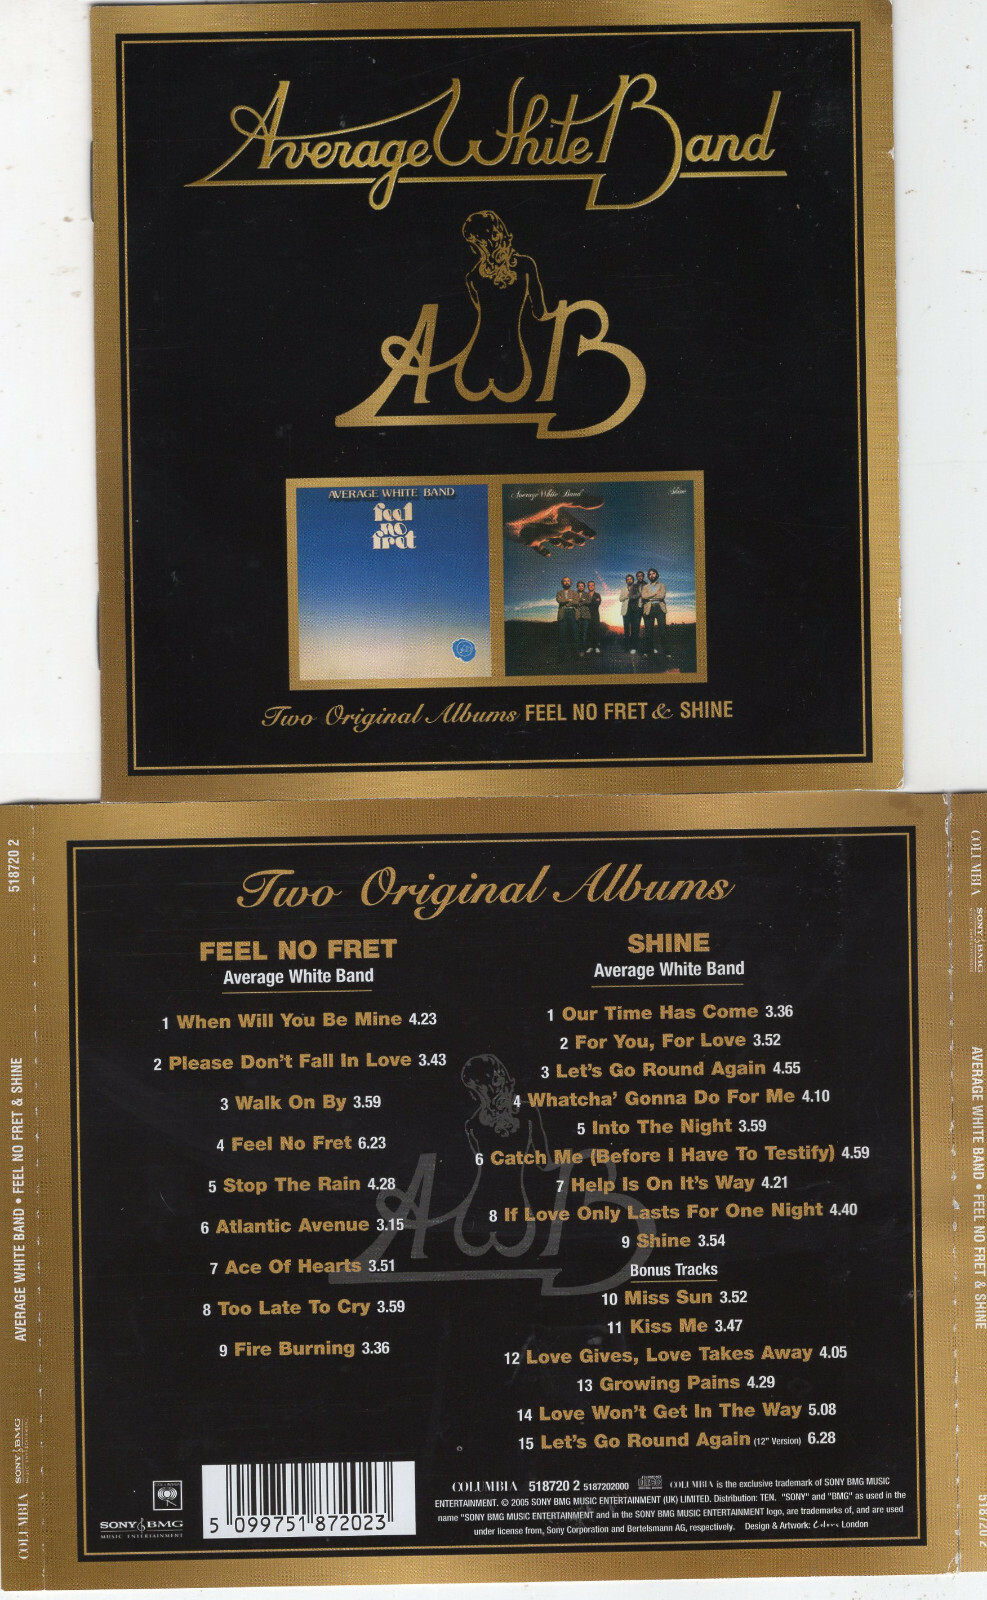 Average White Band
AWB
AVERAGE WHITE BAND
feel
no
fret
Average White Band Shine
Two Original Albums FEEL NO FRET & SHINE
518720 2
AVERAGE WHITE BAND • FEEL NO FRET & SHINE
SONY BMG
MUSIC ENTERTAINMENT
COLUMBIA
Two Original Albums
FEEL NO FRET
Average White Band
1 When Will You Be Mine 4.23
2 Please Don't Fall In Love 3.43
3 Walk On By 3.59
4 Feel No Fret 6.23
5 Stop The Rain 4.28
6 Atlantic Avenue 3.15
7 Ace Of Hearts 3.51
8 Too Late To Cry 3.59
9 Fire Burning 3.36
SHINE
Average White Band
1 Our Time Has Come 3.36
2 For You, For Love 3.52
3 Let's Go Round Again 4.55
4 Whatcha' Gonna Do For Me 4.10
5 Into The Night 3.59
6 Catch Me (Before I Have To Testify) 4.59
7 Help Is On It's Way 4.21
8 If Love Only Lasts For One Night 4.40
9 Shine 3.54
Bonus Tracks
10 Miss Sun 3.52
11 Kiss Me 3.47
12 Love Gives, Love Takes Away 4.05
13 Growing Pains 4.29
14 Love Won't Get In The Way 5.08
15 Let's Go Round Again (12" Version) 6.28
AWB
SONY BMG
MUSIC ENTERTAINMENT
5 099751 872023
COLUMBIA 518720 2 5187202000 COLUMBIA is the exclusive trademark of SONY BMG MUSIC
ENTERTAINMENT. © 2005 SONY BMG MUSIC ENTERTAINMENT (UK) LIMITED. Distribution: TEN. "SONY" and "BMG" as used in the
name "SONY BMG MUSIC ENTERTAINMENT and in the SONY BMG MUSIC ENTERTAINMENT logo, are trademarks of, and are used
under license from, Sony Corporation and Bertelsmann AG, respectively. Design & Artwork: London
COLUMBIA
SONY BMG
AVERAGE WHITE BAND • FEEL NO FRET & SHINE
518720 2